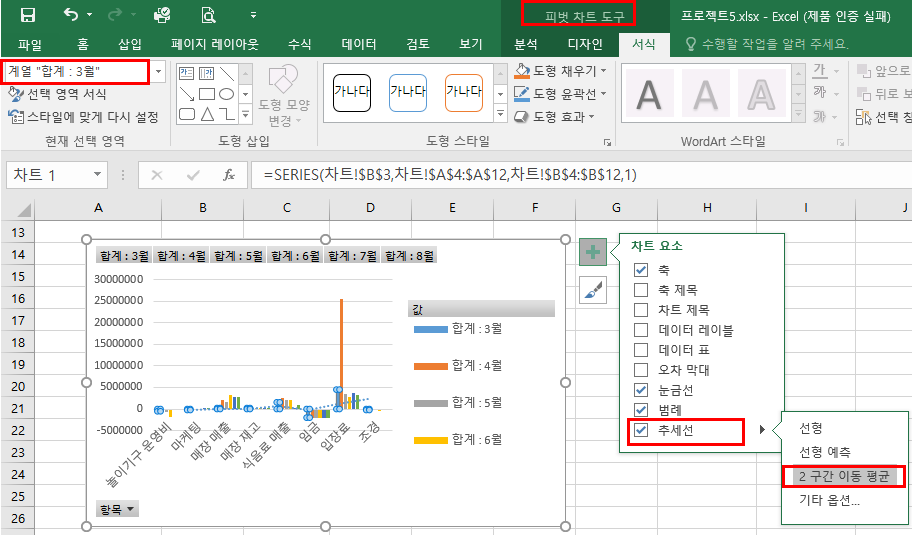 피벗 차트 도구
프로젝트5.xlsx - Excel (제품 인증 실패)
파일 홈 삽입 페이지 레이아웃 수식 데이터 검토 보기 분석 디자인 서식 수행할 작업을 알려 주세요.
계열 "합계 : 3월"
선택 영역 서식
스타일에 맞게 다시 설정
현재 선택 영역
도형 모양
변경
도형 삽입
가나다 가나다 가나다
도형 채우기
도형 윤곽선
도형 효과
도형 스타일
A A A
가
가
가
WordArt 스타일
앞으로
뒤로 보
선택 창
차트 1
fx
=SERIES(차트!$B$3,차트!$A$4:$A$12,차트!$B$4:$B$12,1)
A B C D E F G H I J
13
14
15
16
17
18
19
20
21
22
23
24
25
26
합계 : 3월 합계 : 4월 합계 : 5월 합계 : 6월 합계 : 7월 합계 : 8월
30000000
25000000
20000000
15000000
10000000
5000000
0
-5000000
놀이기구 운영비
마케팅
매장 매출
매장 재고
식음료 매출
임금
입장료
조경
값
합계 : 3월
합계 : 4월
합계 : 5월
합계 : 6월
항목
차트 요소
축
축 제목
차트 제목
데이터 레이블
데이터 표
오차 막대
눈금선
범례
추세선
선형
선형 예측
2 구간 이동 평균
기타 옵션...